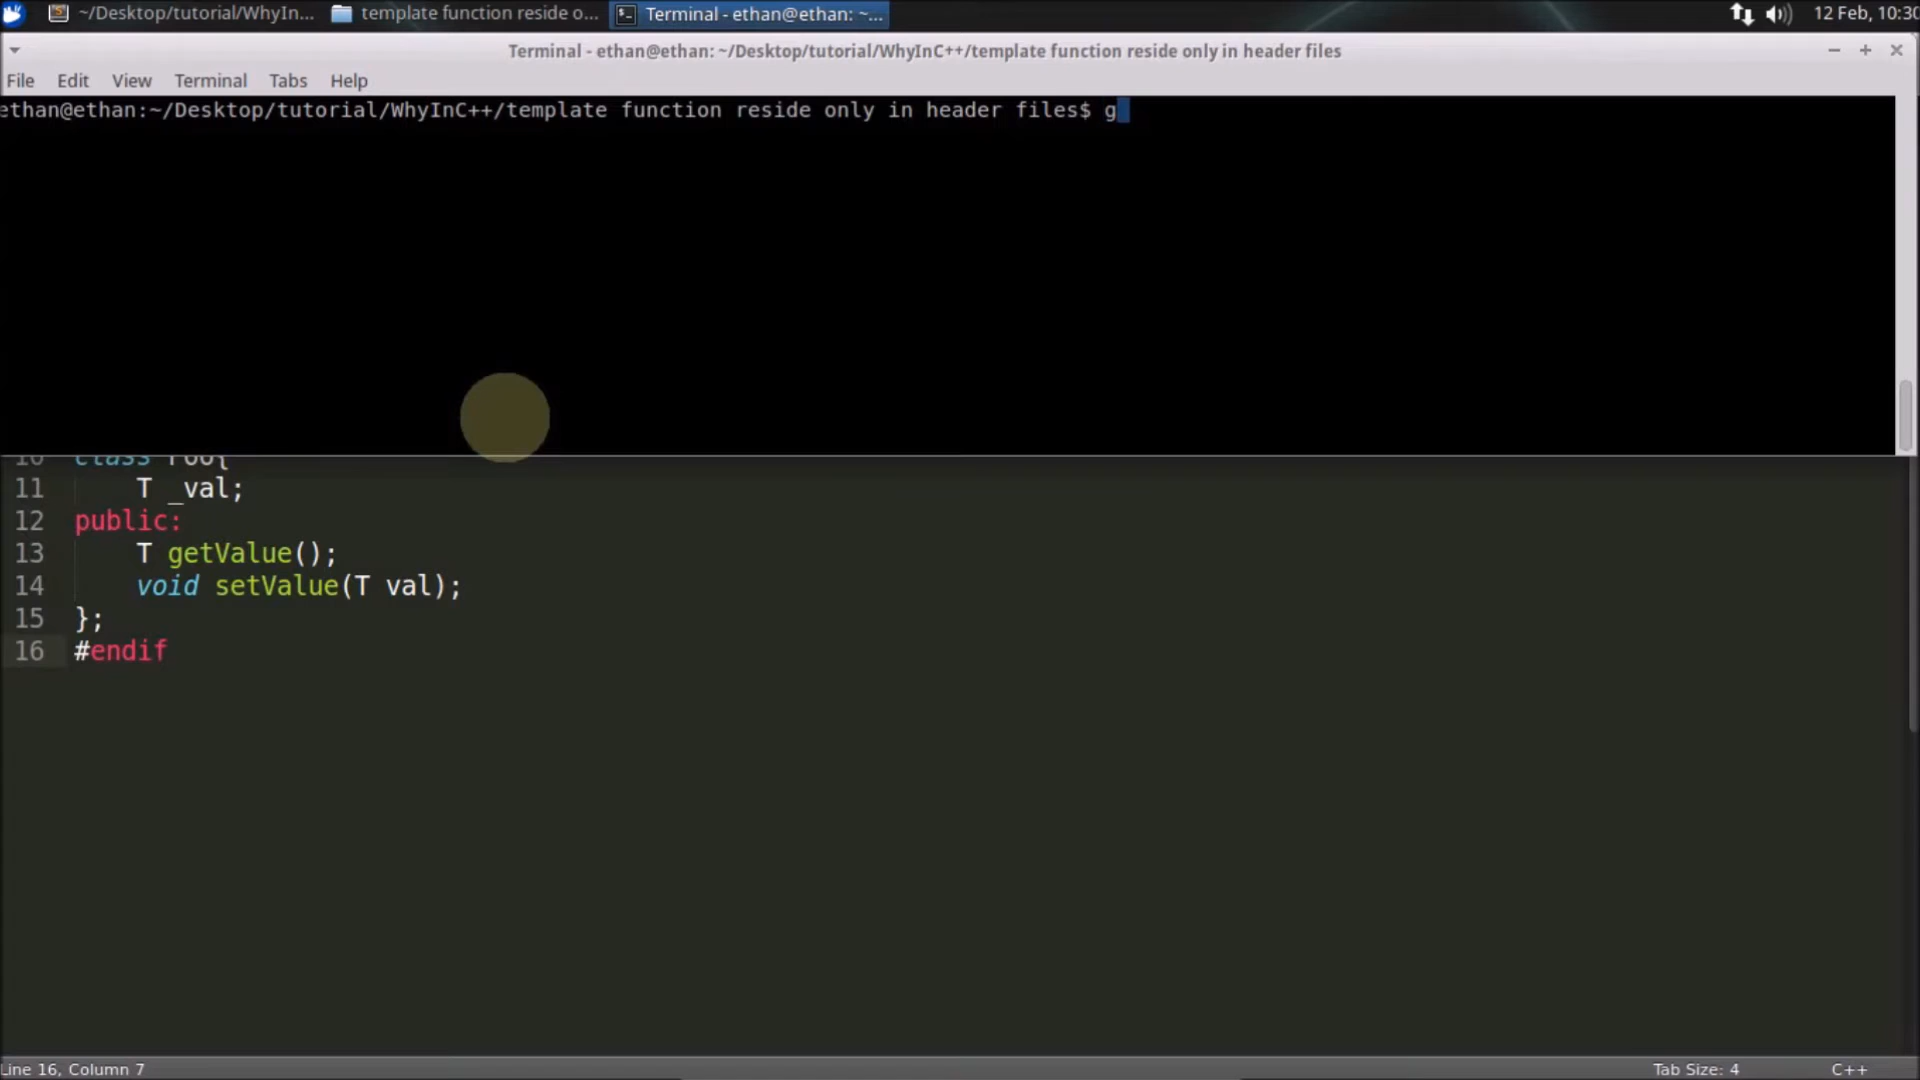 ~/Desktop/tutorial/WhyIn...
template function reside o...
Terminal - ethan@ethan: ~...
12 Feb, 10:30
Terminal - ethan@ethan: ~/Desktop/tutorial/WhyInC++/template function reside only in header files
File Edit View Terminal Tabs Help
ethan@ethan:~/Desktop/tutorial/WhyInC++/template function reside only in header files$ g
10 class Foo{
11 T _val;
12 public:
13 T getValue();
14 void setValue(T val);
15 };
16 #endif
Line 16, Column 7
Tab Size: 4
C++